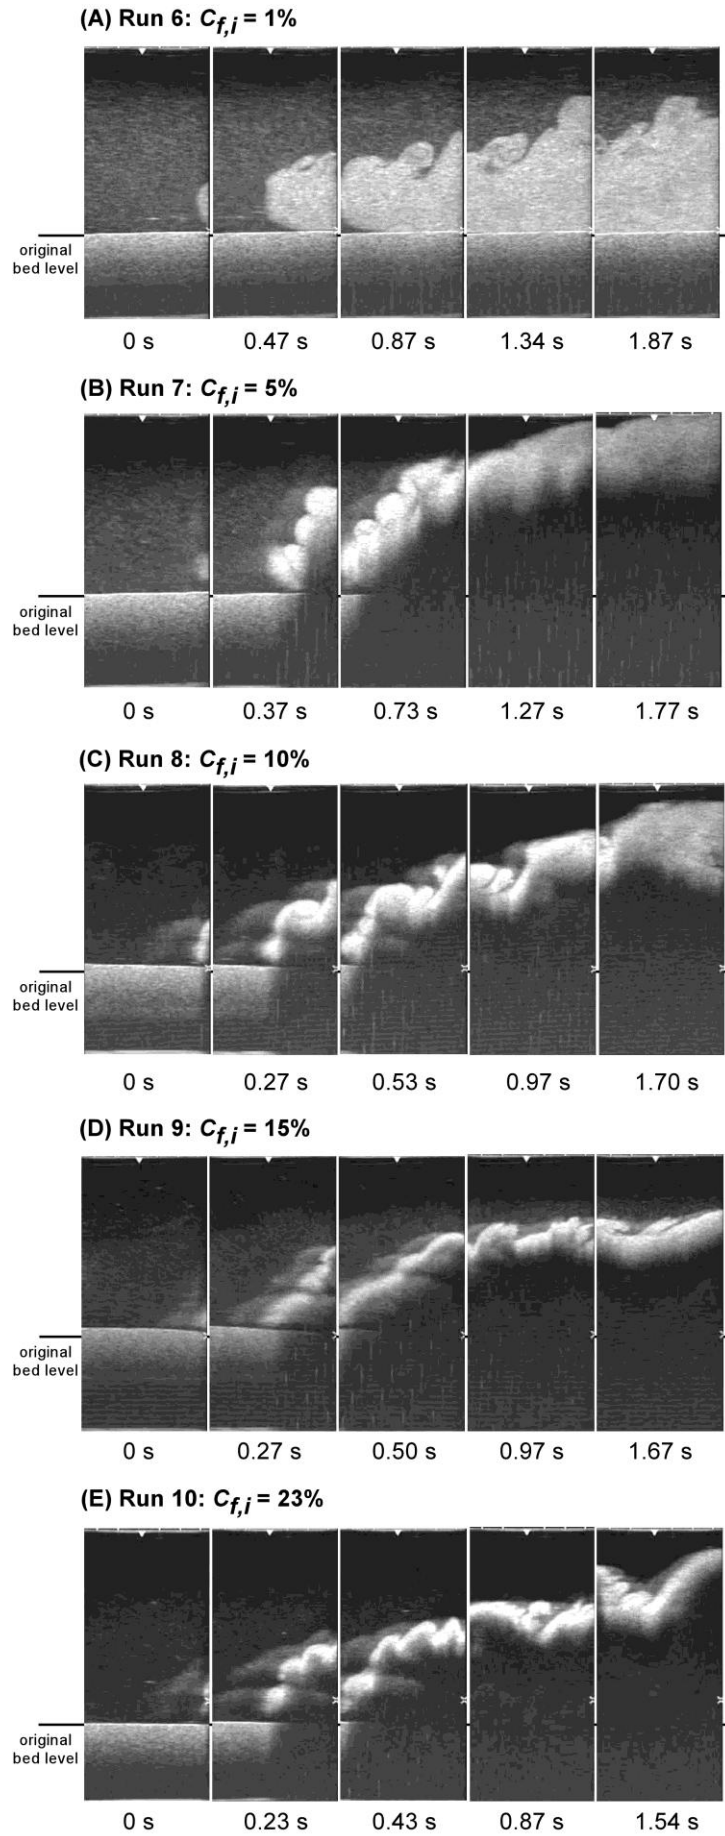 (A) Run 6: Cf,i = 1%
original
bed level
0 s 0.47 s 0.87 s 1.34 s 1.87 s
(B) Run 7: Cf,i = 5%
original
bed level
0 s 0.37 s 0.73 s 1.27 s 1.77 s
(C) Run 8: Cf,i = 10%
original
bed level
0 s 0.27 s 0.53 s 0.97 s 1.70 s
(D) Run 9: Cf,i = 15%
original
bed level
0 s 0.27 s 0.50 s 0.97 s 1.67 s
(E) Run 10: Cf,i = 23%
original
bed level
0 s 0.23 s 0.43 s 0.87 s 1.54 s